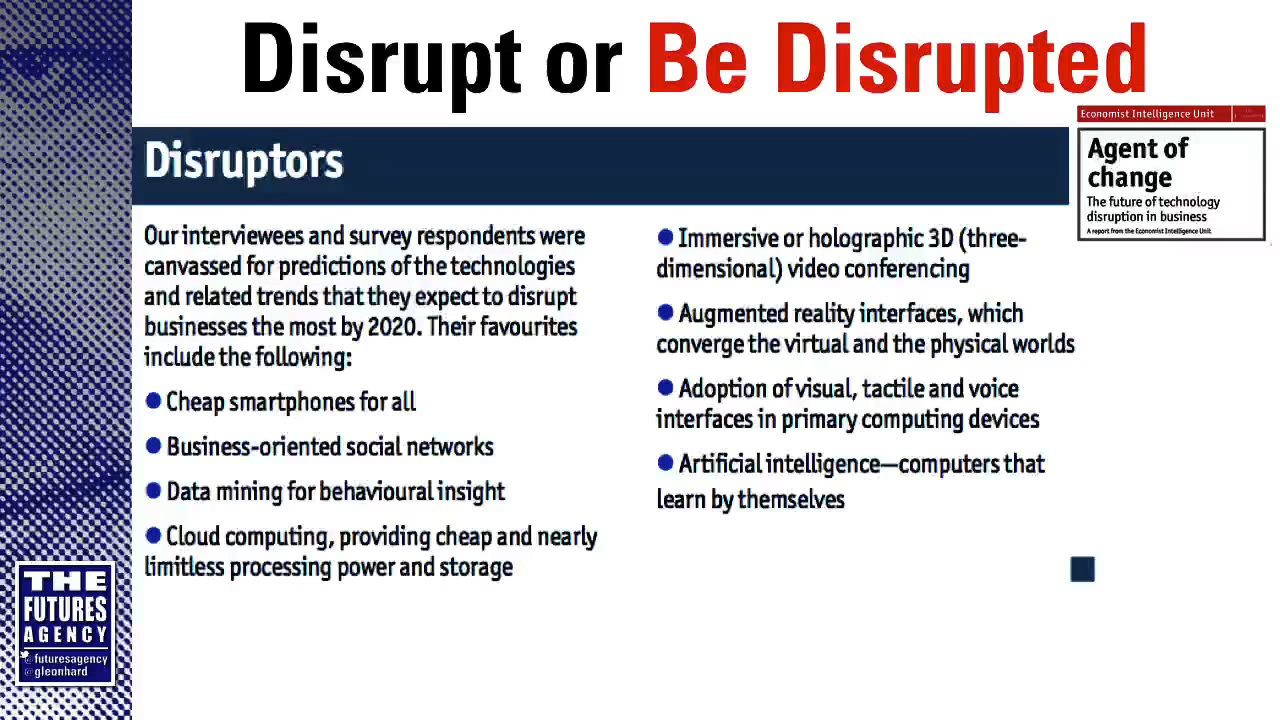 Disrupt or Be Disrupted
Economist Intelligence Unit
Agent of
change
The future of technology
disruption in business
A report from the Economist Intelligence Unit
Disruptors
Our interviewees and survey respondents were
canvassed for predictions of the technologies
and related trends that they expect to disrupt
businesses the most by 2020. Their favourites
include the following:
● Cheap smartphones for all
● Business-oriented social networks
● Data mining for behavioural insight
● Cloud computing, providing cheap and nearly
limitless processing power and storage
● Immersive or holographic 3D (three-
dimensional) video conferencing
● Augmented reality interfaces, which
converge the virtual and the physical worlds
● Adoption of visual, tactile and voice
interfaces in primary computing devices
● Artificial intelligence—computers that
learn by themselves
THE
FUTURES
AGENCY
@futuresagency
@gleonhard